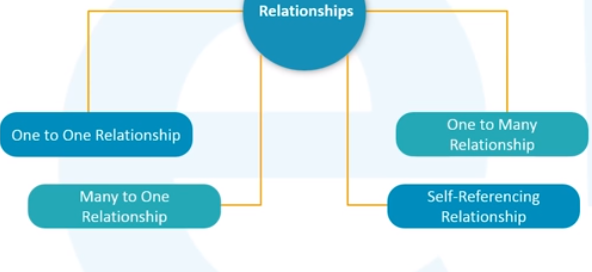 Relationships
One to One Relationship
One to Many
Relationship
Many to One
Relationship
Self-Referencing
Relationship